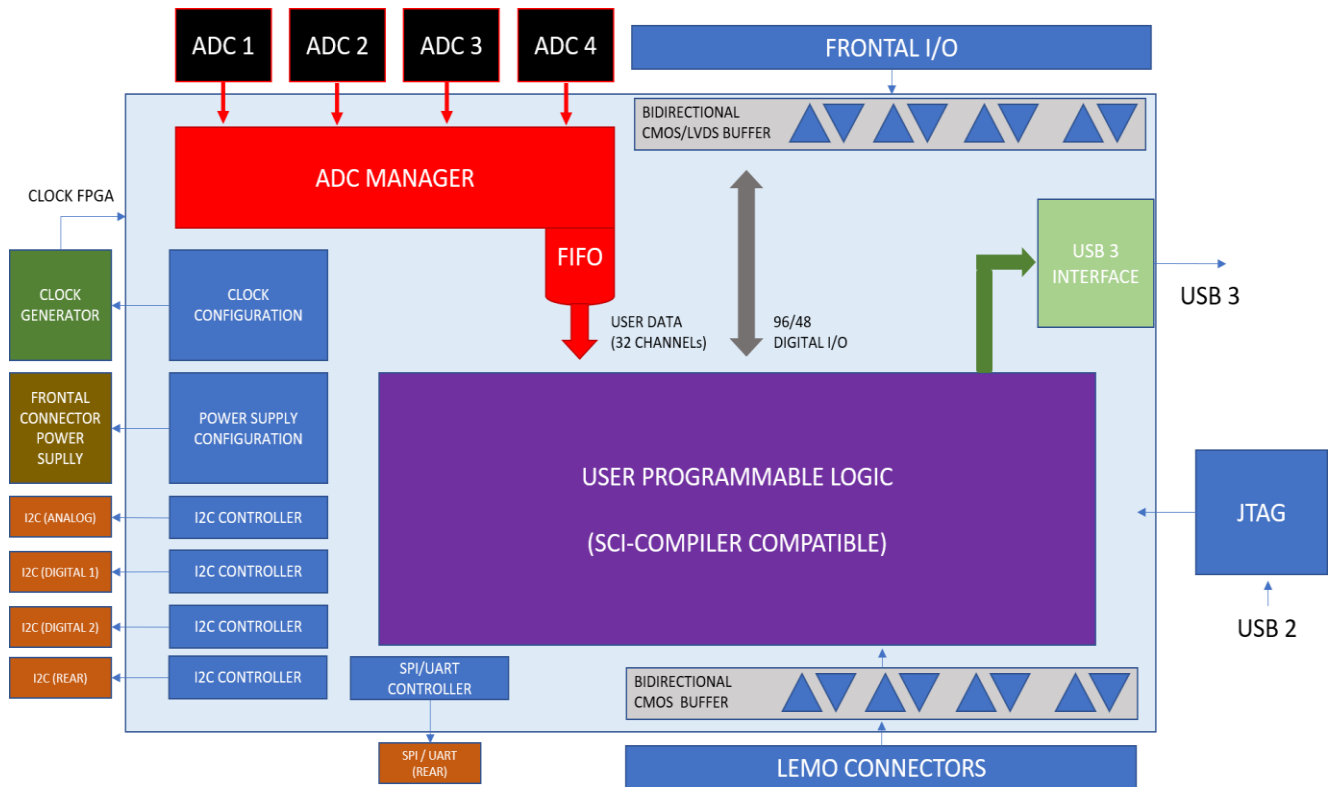 ADC 1
ADC 2
ADC 3
ADC 4
FRONTAL I/O
BIDIRECTIONAL
CMOS/LVDS BUFFER
ADC MANAGER
CLOCK FPGA
FIFO
USB 3
INTERFACE
USB 3
CLOCK
GENERATOR
CLOCK
CONFIGURATION
USER DATA
(32 CHANNELs)
96/48
DIGITAL I/O
FRONTAL
CONNECTOR
POWER
SUPLLY
POWER SUPPLY
CONFIGURATION
USER PROGRAMMABLE LOGIC
(SCI-COMPILER COMPATIBLE)
JTAG
USB 2
I2C (ANALOG)
I2C CONTROLLER
I2C (DIGITAL 1)
I2C CONTROLLER
I2C (DIGITAL 2)
I2C CONTROLLER
I2C (REAR)
I2C CONTROLLER
SPI/UART
CONTROLLER
BIDIRECTIONAL
CMOS BUFFER
SPI / UART
(REAR)
LEMO CONNECTORS